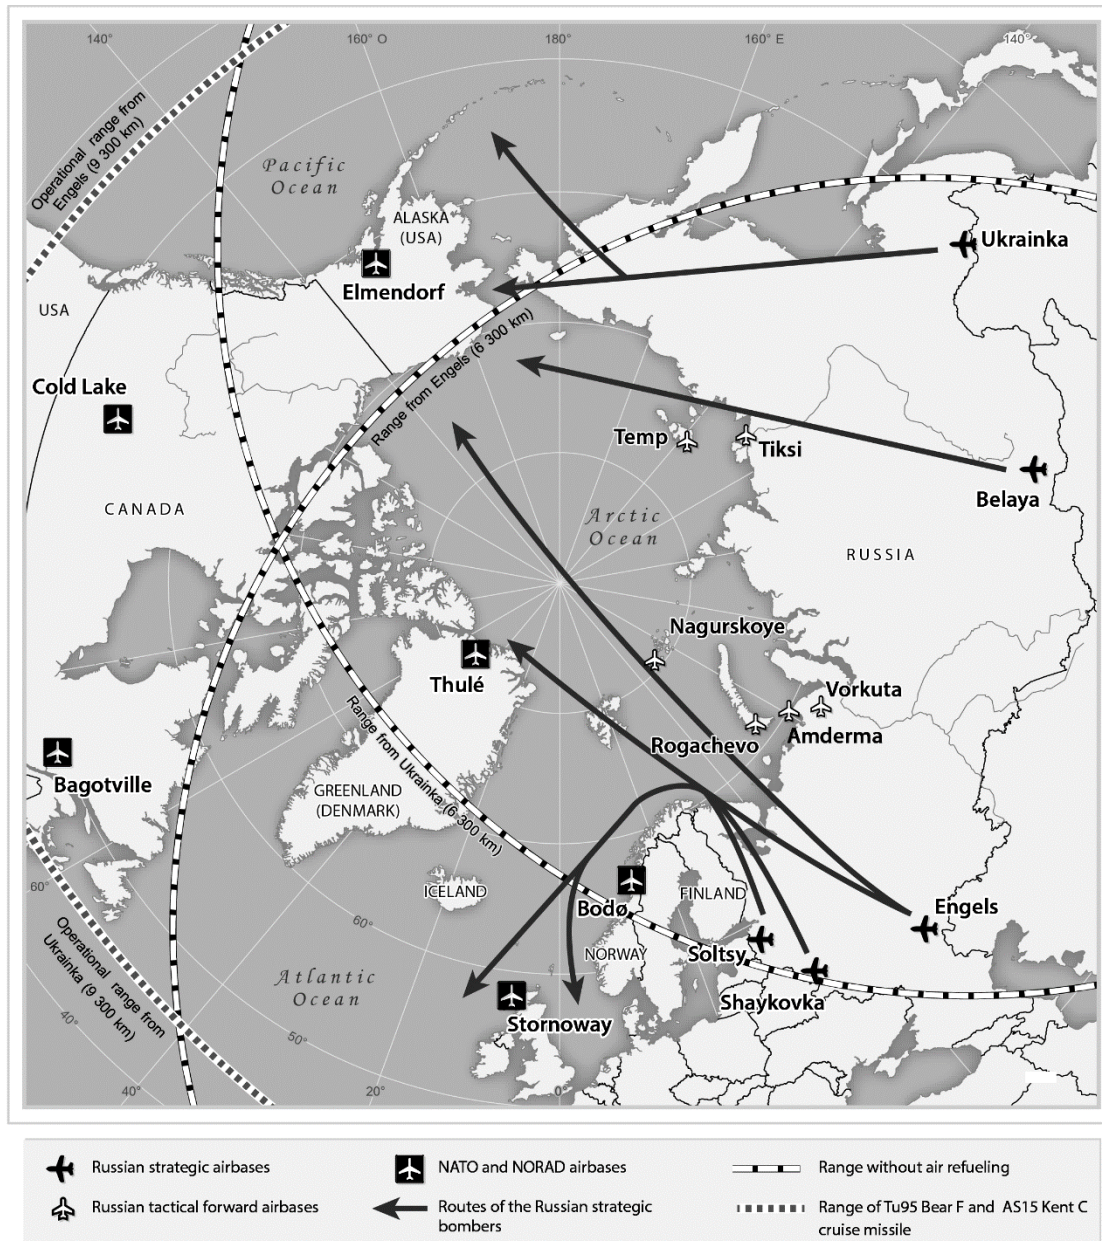 140°
160° O
180°
160° E
140°
Operational range from
Engels (9 300 km)
Pacific
Ocean
ALASKA
(USA)
Ukrainka
Elmendorf
USA
Range from Engels (6 300 km)
Cold Lake
Temp
Tiksi
Belaya
CANADA
Arctic
Ocean
RUSSIA
Nagurskoye
Thulé
Vorkuta
Rogachevo
Amderma
Range from Ukrainka (6 300 km)
Bagotville
GREENLAND
(DENMARK)
60°
ICELAND
Bodø
FINLAND
Engels
60°
Operational range from
Ukrainka (9 300 km)
NORWAY
Soltsy
Atlantic
Ocean
Shaykovka
Stornoway
40°
50°
40°
20°
0°
Russian strategic airbases
NATO and NORAD airbases
Range without air refueling
Russian tactical forward airbases
Routes of the Russian strategic
bombers
Range of Tu95 Bear F and AS15 Kent C
cruise missile